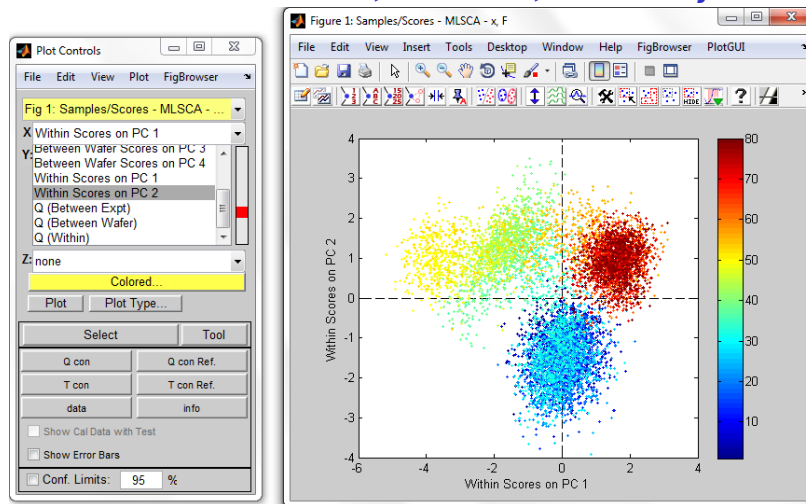 Plot Controls
File Edit View Plot FigBrowser
Fig 1: Samples/Scores - MLSCA - ...
X Within Scores on PC 1
Y: Between Wafer Scores on PC 3
Between Wafer Scores on PC 4
Within Scores on PC 1
Within Scores on PC 2
Q (Between Expt)
Q (Between Wafer)
Q (Within)
Z: none
Colored...
Plot Plot Type...
Select Tool
Q con Q con Ref.
T con T con Ref.
data info
Show Cal Data with Test
Show Error Bars
Conf. Limits: 95 %
Figure 1: Samples/Scores - MLSCA - x, F
File Edit View Insert Tools Desktop Window Help FigBrowser PlotGUI
HIDE
4
3
2
1
0
-1
-2
-3
-4
Within Scores on PC 2
-6 -4 -2 0 2 4
Within Scores on PC 1
80
70
60
50
40
30
20
10